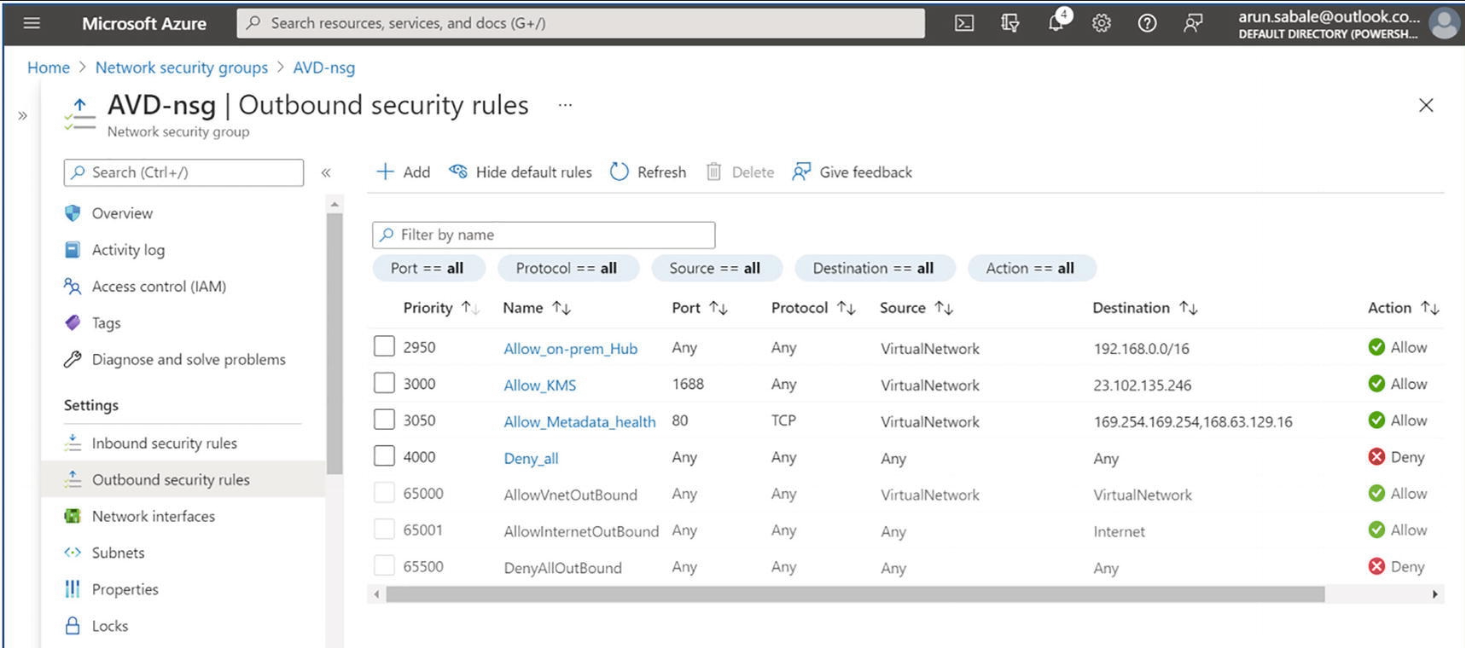 Microsoft Azure Search resources, services, and docs (G+/) 4 arun.sabale@outlook.co...
DEFAULT DIRECTORY (POWERSH...
Home > Network security groups > AVD-nsg
» AVD-nsg | Outbound security rules ...
Network security group
Search (Ctrl+/) «
Overview
Activity log
Access control (IAM)
Tags
Diagnose and solve problems
Settings
Inbound security rules
Outbound security rules
Network interfaces
Subnets
Properties
Locks
Add Hide default rules Refresh Delete Give feedback
Filter by name
Port == all Protocol == all Source == all Destination == all Action == all
Priority ↑↓ Name ↑↓ Port ↑↓ Protocol ↑↓ Source ↑↓ Destination ↑↓ Action ↑↓
2950 Allow_on-prem_Hub Any Any VirtualNetwork 192.168.0.0/16 Allow
3000 Allow_KMS 1688 Any VirtualNetwork 23.102.135.246 Allow
3050 Allow_Metadata_health 80 TCP VirtualNetwork 169.254.169.254,168.63.129.16 Allow
4000 Deny_all Any Any Any Any Deny
65000 AllowVnetOutBound Any Any VirtualNetwork VirtualNetwork Allow
65001 AllowInternetOutBound Any Any Any Internet Allow
65500 DenyAllOutBound Any Any Any Any Deny